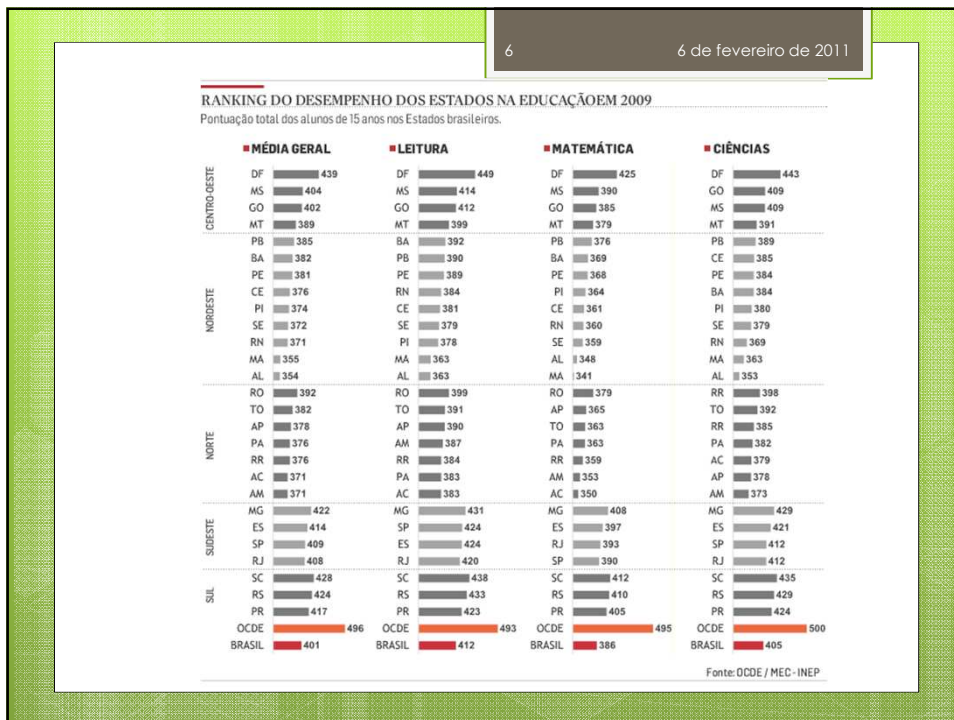 6 6 de fevereiro de 2011
RANKING DO DESEMPENHO DOS ESTADOS NA EDUCAÇÃOEM 2009
Pontuação total dos alunos de 15 anos nos Estados brasileiros.
MÉDIA GERAL LEITURA MATEMÁTICA CIÊNCIAS
CENTRO-OESTE
DF 439 DF 449 DF 425 DF 443
MS 404 MS 414 MS 390 GO 409
GO 402 GO 412 GO 385 MS 409
MT 389 MT 399 MT 379 MT 391
NORDESTE
PB 385 BA 392 PB 376 PB 389
BA 382 PB 390 BA 369 CE 385
PE 381 PE 389 PE 368 PE 384
CE 376 RN 384 PI 364 BA 384
PI 374 CE 381 CE 361 PI 380
SE 372 SE 379 RN 360 SE 379
RN 371 PI 378 SE 359 RN 369
MA 355 MA 363 AL 348 MA 363
AL 354 AL 363 MA 341 AL 353
NORTE
RO 392 RO 399 RO 379 RR 398
TO 382 TO 391 AP 365 TO 392
AP 378 AP 390 TO 363 RR 385
PA 376 AM 387 PA 363 PA 382
RR 376 RR 384 RR 359 AC 379
AC 371 PA 383 AM 353 AP 378
AM 371 AC 383 AC 350 AM 373
SUDESTE
MG 422 MG 431 MG 408 MG 429
ES 414 SP 424 ES 397 ES 421
SP 409 ES 424 RJ 393 SP 412
RJ 408 RJ 420 SP 390 RJ 412
SUL
SC 428 SC 438 SC 412 SC 435
RS 424 RS 433 RS 410 RS 429
PR 417 PR 423 PR 405 PR 424
OCDE 496 OCDE 493 OCDE 495 OCDE 500
BRASIL 401 BRASIL 412 BRASIL 386 BRASIL 405
Fonte: OCDE / MEC - INEP